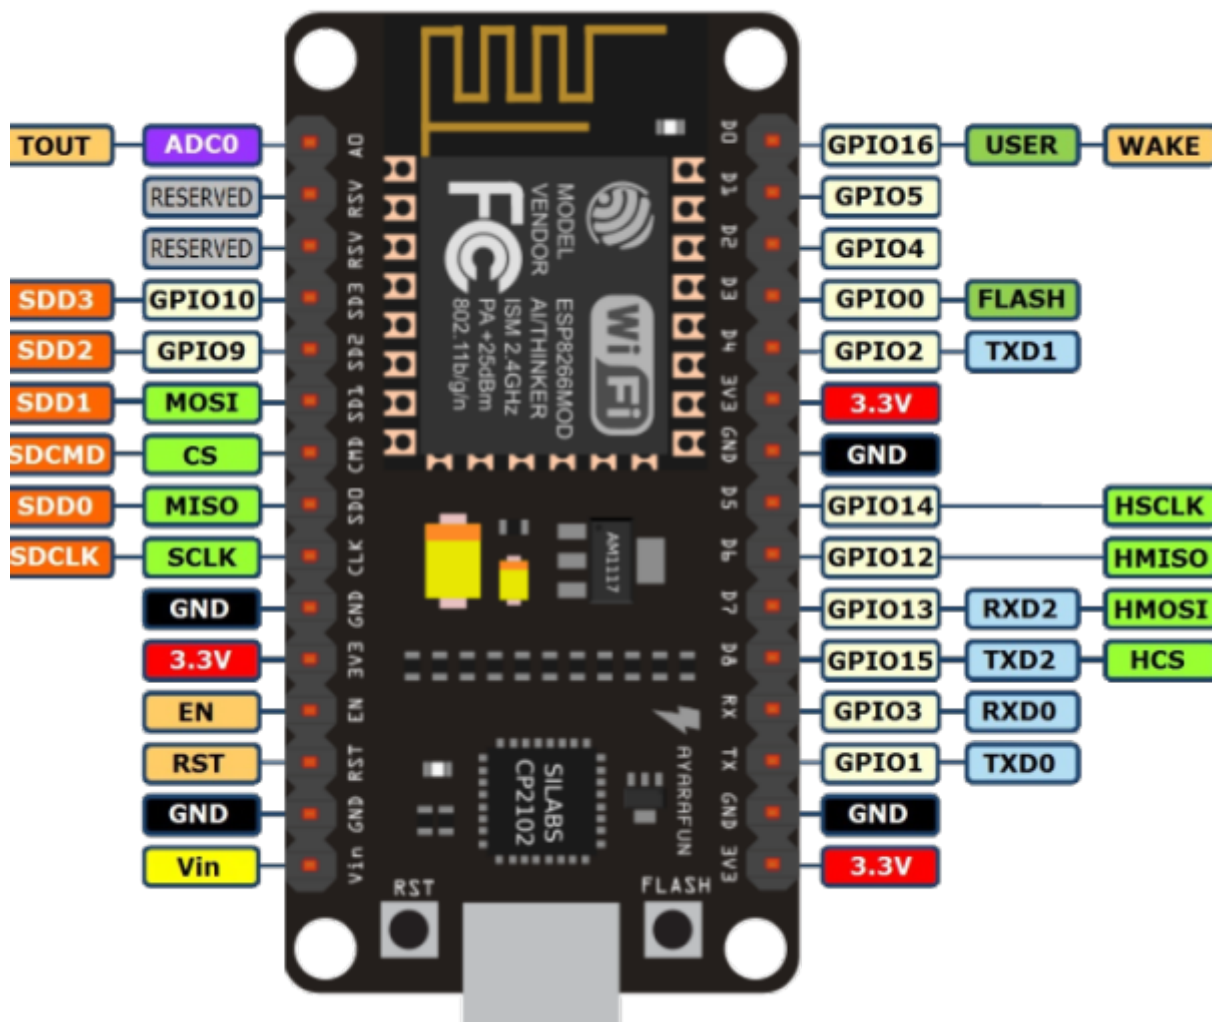 TOUT ADC0 A0 D0 GPIO16 USER WAKE
RESERVED RSV D1 GPIO5
RESERVED RSV D2 GPIO4
SDD3 GPIO10 SD3 D3 GPIO0 FLASH
SDD2 GPIO9 SD2 D4 GPIO2 TXD1
SDD1 MOSI SD1 3V3 3.3V
SDCMD CS CMD GND GND
SDD0 MISO SD0 D5 GPIO14 HSCLK
SDCLK SCLK CLK D6 GPIO12 HMISO
GND GND D7 GPIO13 RXD2 HMOSI
3.3V 3V3 D8 GPIO15 TXD2 HCS
EN EN RX GPIO3 RXD0
RST RST TX GPIO1 TXD0
GND GND GND GND
Vin Vin 3V3 3.3V
MODEL
VENDOR
FC
WiFi
ESP8266MOD
AI/THINKER
ISM 2.4GHz
PA +25dBm
802.11b/g/n
AM1117
SILABS
CP2102
AYARAFUN
RST
FLASH